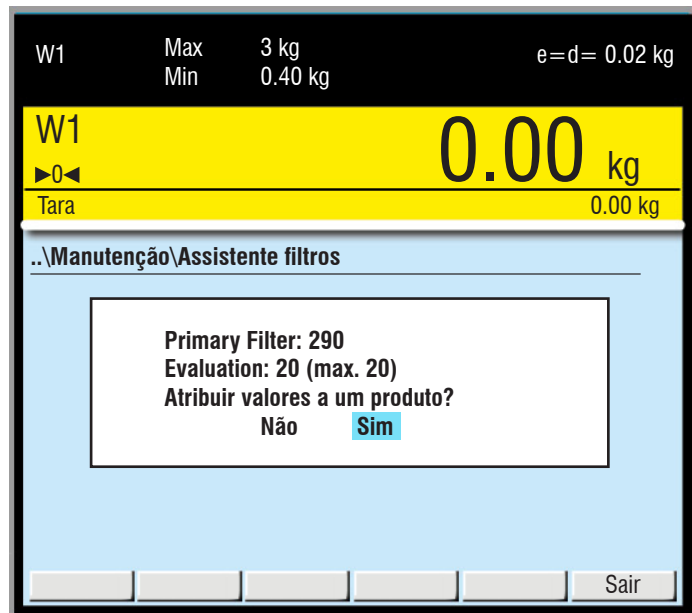 W1 Max 3 kg e=d= 0.02 kg
Min 0.40 kg
W1 0.00 kg
►0◄
Tara 0.00 kg
..\Manutenção\Assistente filtros
Primary Filter: 290
Evaluation: 20 (max. 20)
Atribuir valores a um produto?
Não Sim
Sair